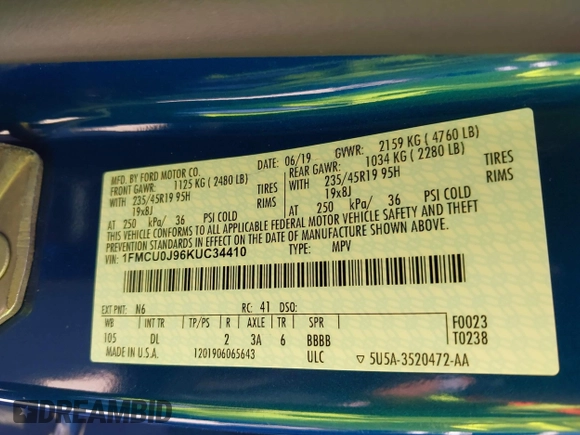 MFD. BY FORD MOTOR CO.
DATE: 06/19 GVWR: 2159 KG ( 4760 LB)
FRONT GAWR: 1125 KG ( 2480 LB) REAR GAWR: 1034 KG ( 2280 LB)
WITH 235/45R19 95H TIRES WITH 235/45R19 95H TIRES
19x8J RIMS 19x8J RIMS
AT 250 kPa/ 36 PSI COLD AT 250 kPa/ 36 PSI COLD
THIS VEHICLE CONFORMS TO ALL APPLICABLE FEDERAL MOTOR VEHICLE SAFETY AND THEFT
PREVENTION STANDARDS IN EFFECT ON THE DATE OF MANUFACTURE SHOWN ABOVE.
1FMCU0J96KUC34410 TYPE: MPV
EXT PNT: N6 RC: 41 DSO:
WB INT TR TP/PS R AXLE TR SPR F0023
105 DL 2 3A 6 BBBB T0238
MADE IN U.S.A. 1201906065643 ULC ▽ 5U5A-3520472-AA
DREAMBID